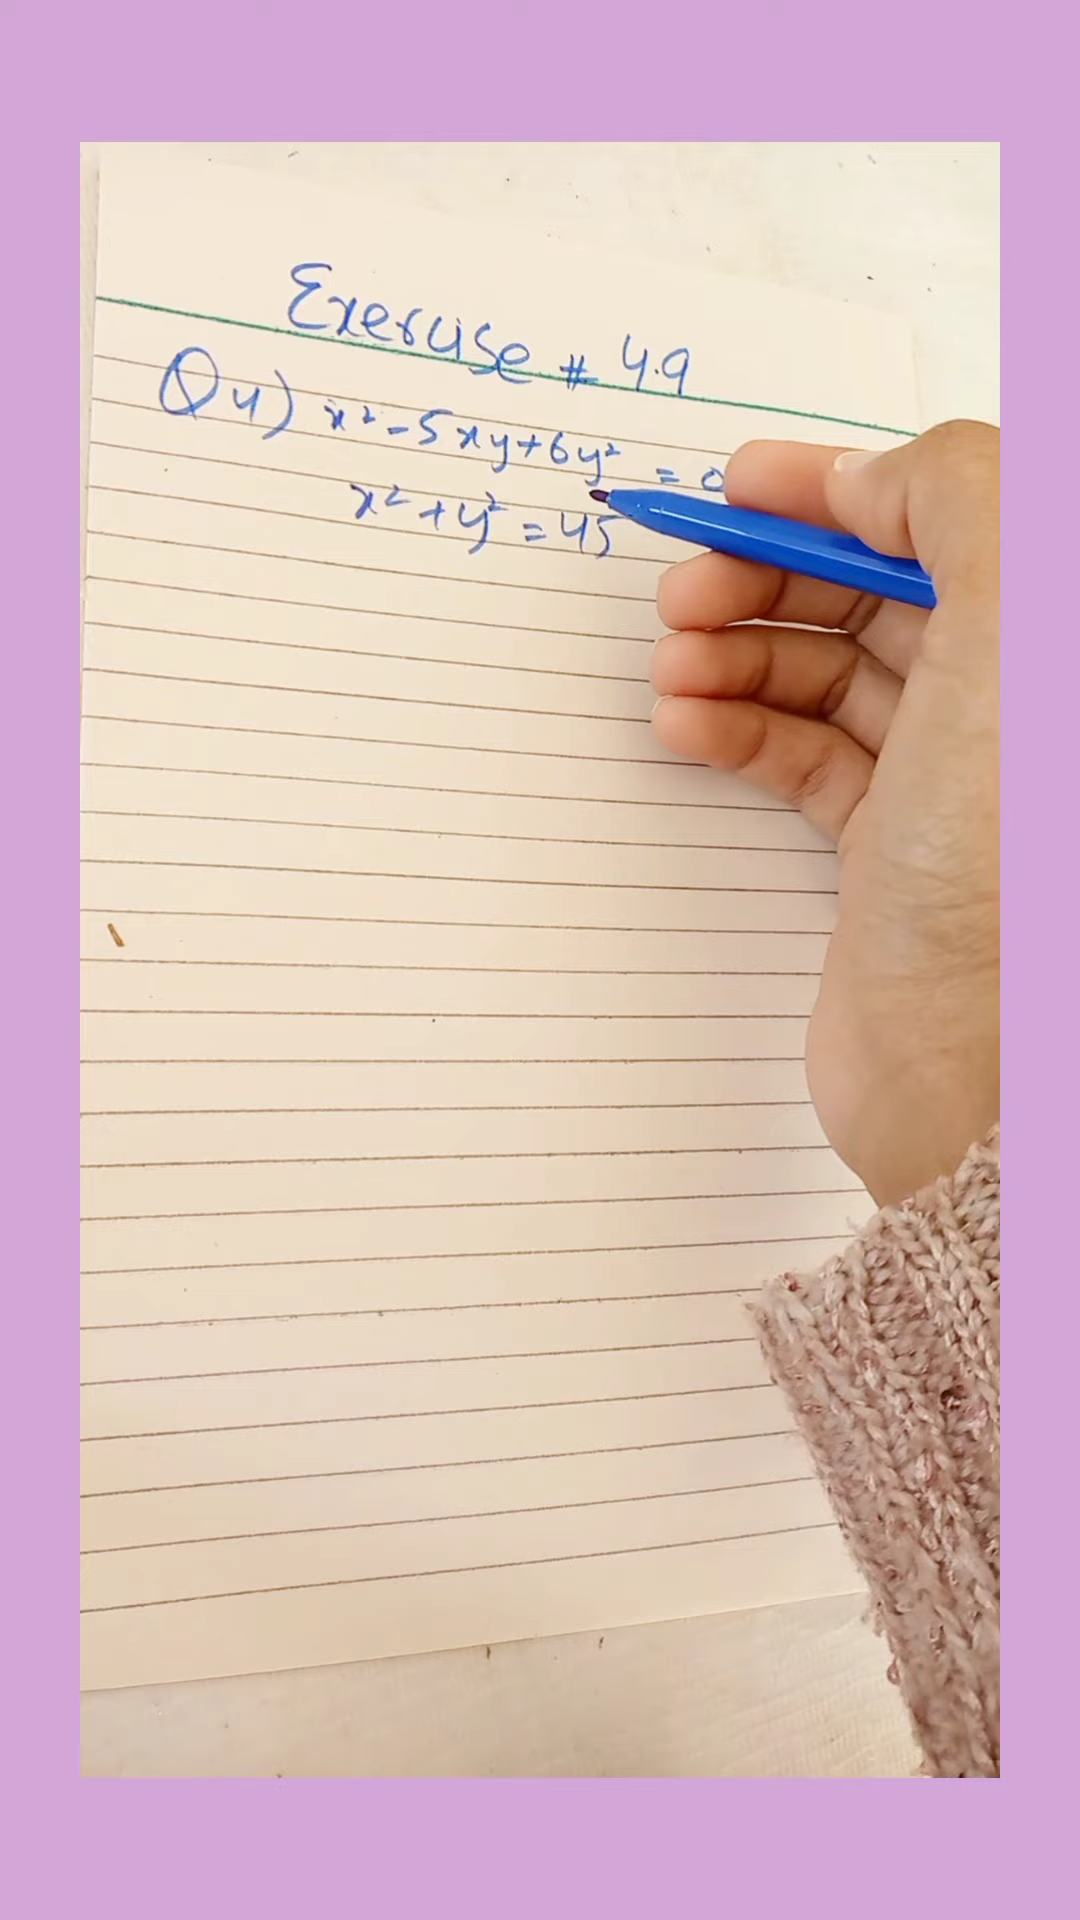 Exercise # 4.9
Q4) x² - 5xy + 6y² = 0
x² + y² = 45